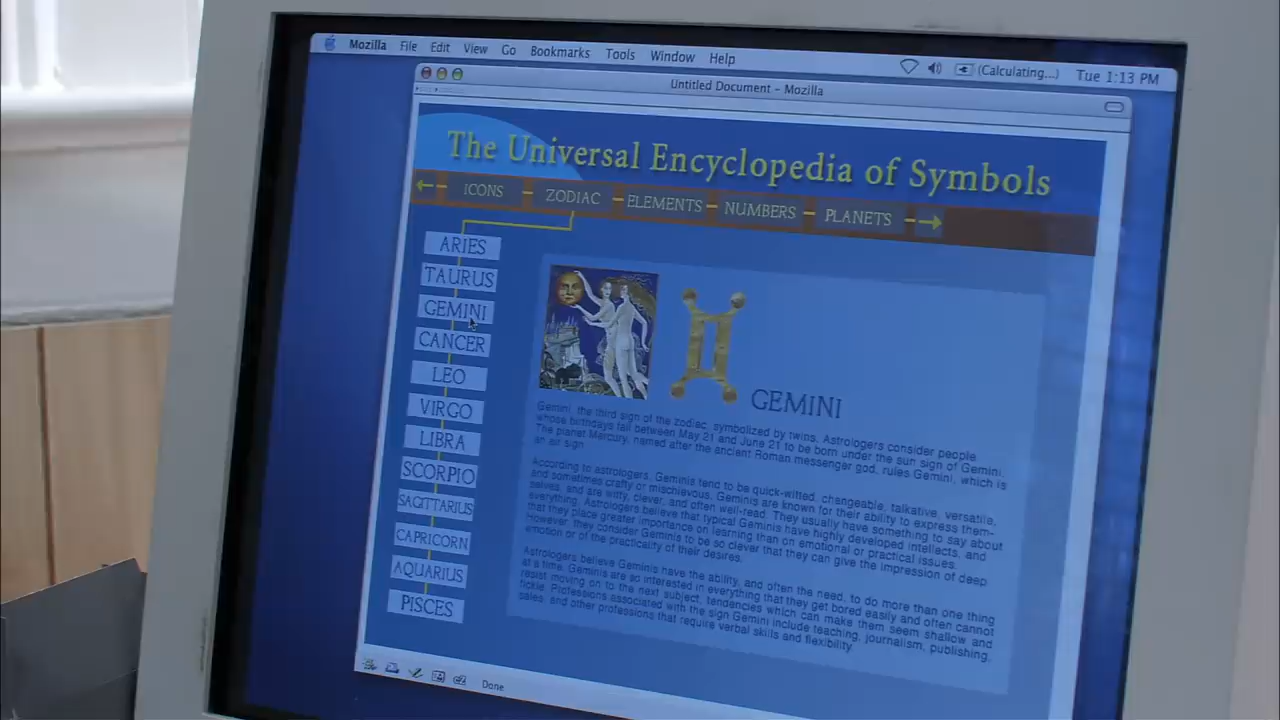 Mozilla File Edit View Go Bookmarks Tools Window Help (Calculating...) Tue 1:13 PM
Untitled Document - Mozilla
The Universal Encyclopedia of Symbols
ICONS ZODIAC ELEMENTS NUMBERS PLANETS
ARIES
TAURUS
GEMINI
CANCER
LEO
VIRGO
LIBRA
SCORPIO
SAGITTARIUS
CAPRICORN
AQUARIUS
PISCES
GEMINI
Gemini, the third sign of the zodiac, symbolized by twins. Astrologers consider people
whose birthdays fall between May 21 and June 21 to be born under the sun sign of Gemini.
The planet Mercury, named after the ancient Roman messenger god, rules Gemini, which is
an air sign.
According to astrologers, Geminis tend to be quick-witted, changeable, talkative, versatile,
and sometimes crafty or mischievous. Geminis are known for their ability to express them-
selves, and are witty, clever, and often well-read. They usually have something to say about
everything. Astrologers believe that typical Geminis have highly developed intellects, and
that they place greater importance on learning than on emotional or practical issues.
However, they consider Geminis to be so clever that they can give the impression of deep
emotion or of the practicality of their desires.
Astrologers believe Geminis have the ability, and often the need, to do more than one thing
at a time. Geminis are so interested in everything that they get bored easily and often cannot
resist moving on to the next subject, tendencies which can make them seem shallow and
fickle. Professions associated with the sign Gemini include teaching, journalism, publishing,
sales, and other professions that require verbal skills and flexibility.
Done